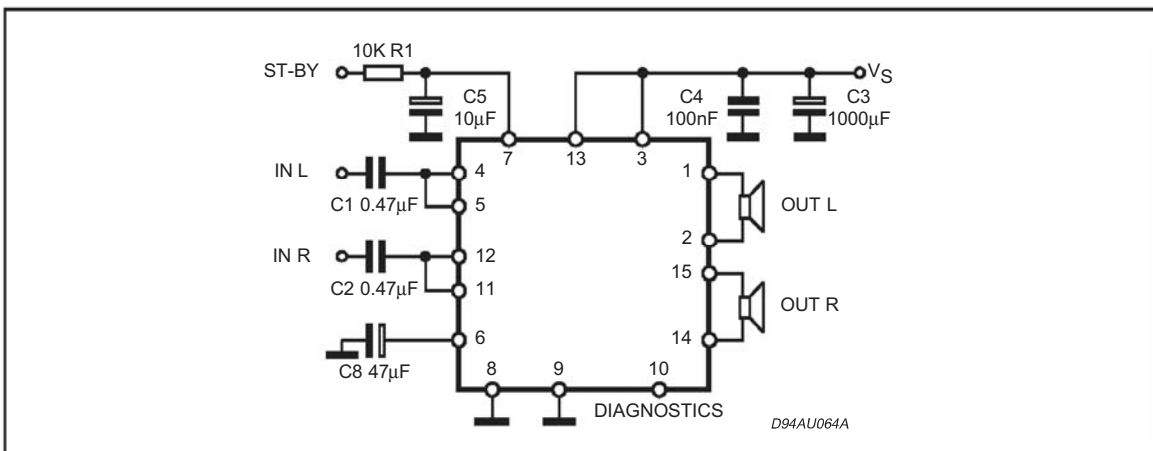 10K R1
ST-BY
C5
10μF
C4
100nF
C3
1000μF
VS
7
13
3
IN L
4
C1 0.47μF
5
IN R
12
C2 0.47μF
11
6
C8 47μF
1
OUT L
2
15
OUT R
14
8
9
10
DIAGNOSTICS
D94AU064A